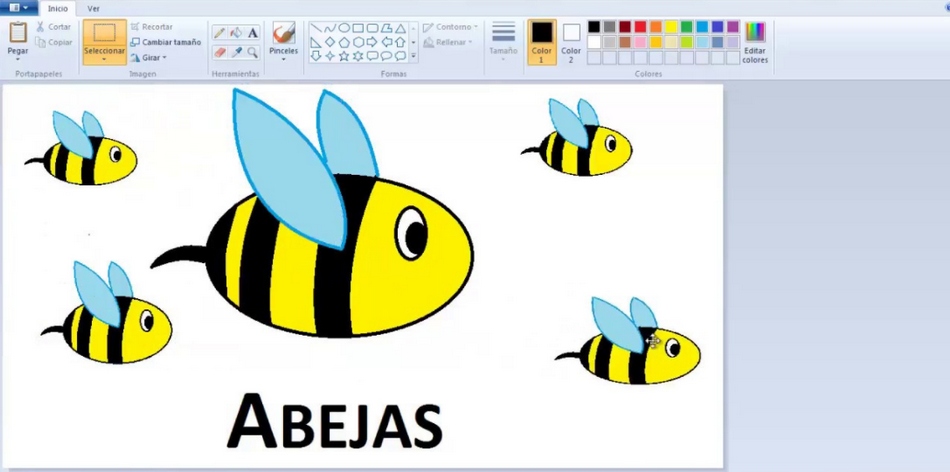 Inicio Ver
Pegar
Cortar
Copiar
Portapapeles
Seleccionar
Recortar
Cambiar tamaño
Girar
Imagen
A
Herramientas
Pinceles
Contorno
Rellenar
Formas
Tamaño
Color 1
Color 2
Editar colores
Colores
ABEJAS